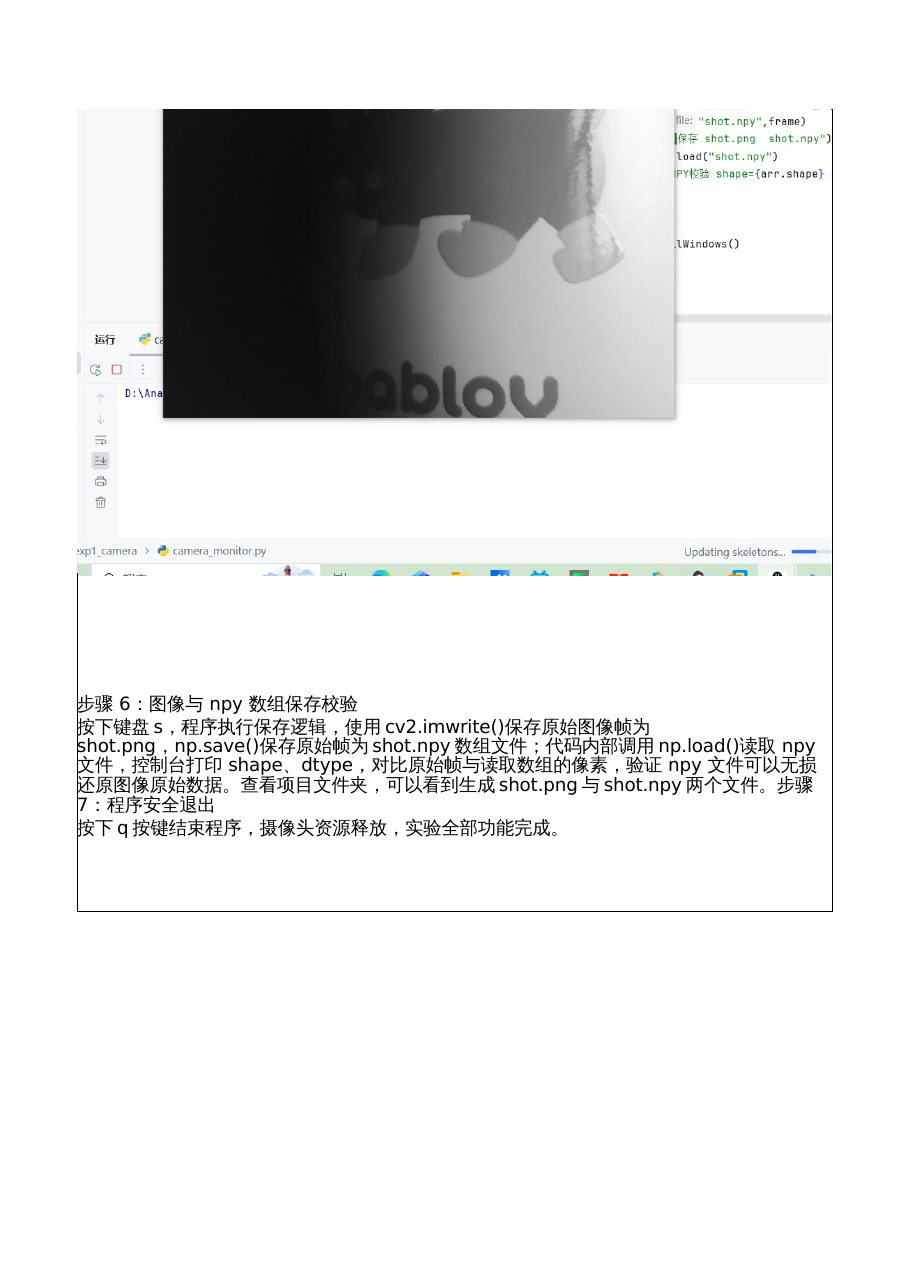 file: "shot.npy",frame)
保存 shot.png shot.npy")
load("shot.npy")
NPY校验 shape={arr.shape}
lWindows()
运行
ca
D:\Ana
ablov
exp1_camera > camera_monitor.py
Updating skeletons...
步骤 6：图像与 npy 数组保存校验
按下键盘 s，程序执行保存逻辑，使用 cv2.imwrite()保存原始图像帧为
shot.png，np.save()保存原始帧为 shot.npy 数组文件；代码内部调用 np.load()读取 npy
文件，控制台打印 shape、dtype，对比原始帧与读取数组的像素，验证 npy 文件可以无损
还原图像原始数据。查看项目文件夹，可以看到生成 shot.png 与 shot.npy 两个文件。步骤
7：程序安全退出
按下 q 按键结束程序，摄像头资源释放，实验全部功能完成。